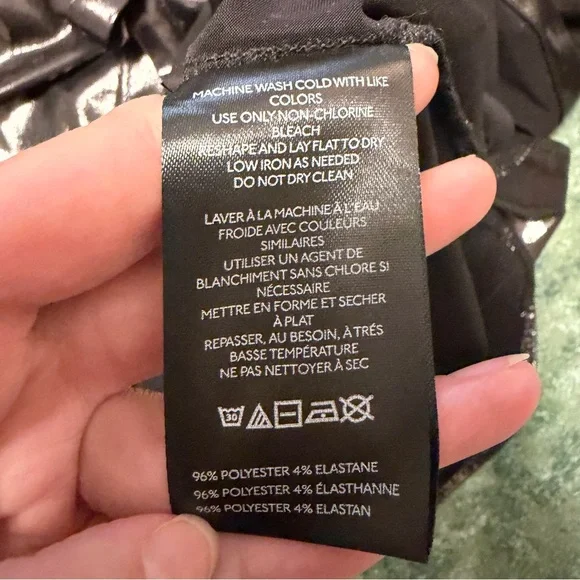 MACHINE WASH COLD WITH LIKE
COLORS
USE ONLY NON-CHLORINE
BLEACH
RESHAPE AND LAY FLAT TO DRY
LOW IRON AS NEEDED
DO NOT DRY CLEAN
LAVER À LA MACHINE À L'EAU
FROIDE AVEC COULEURS
SIMILAIRES
UTILISER UN AGENT DE
BLANCHIMENT SANS CHLORE SI
NÉCESSAIRE
METTRE EN FORME ET SECHER
À PLAT
REPASSER, AU BESOIN, À TRÉS
BASSE TEMPÉRATURE
NE PAS NETTOYER À SEC
30
96% POLYESTER 4% ELASTANE
96% POLYESTER 4% ÉLASTHANNE
96% POLYESTER 4% ELASTAN